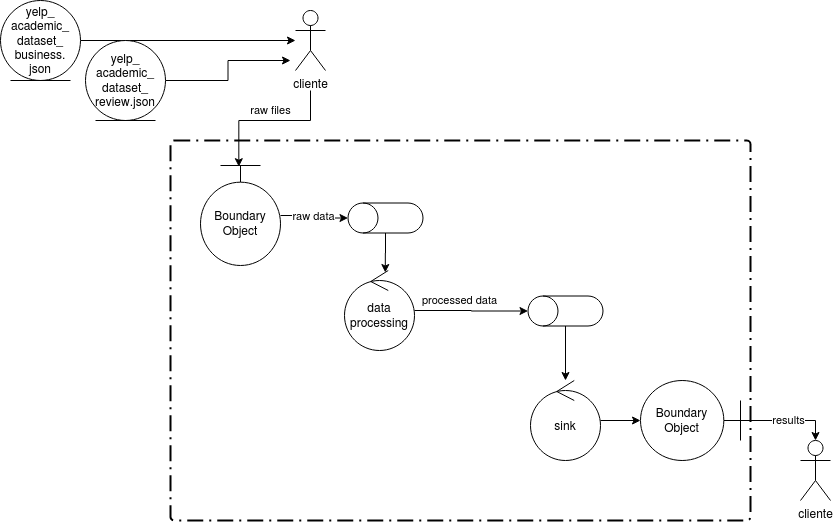 yelp_
academic_
dataset_
business.
json
yelp_
academic_
dataset_
review.json
cliente
raw files
Boundary
Object
raw data
data
processing
processed data
sink
Boundary
Object
results
cliente